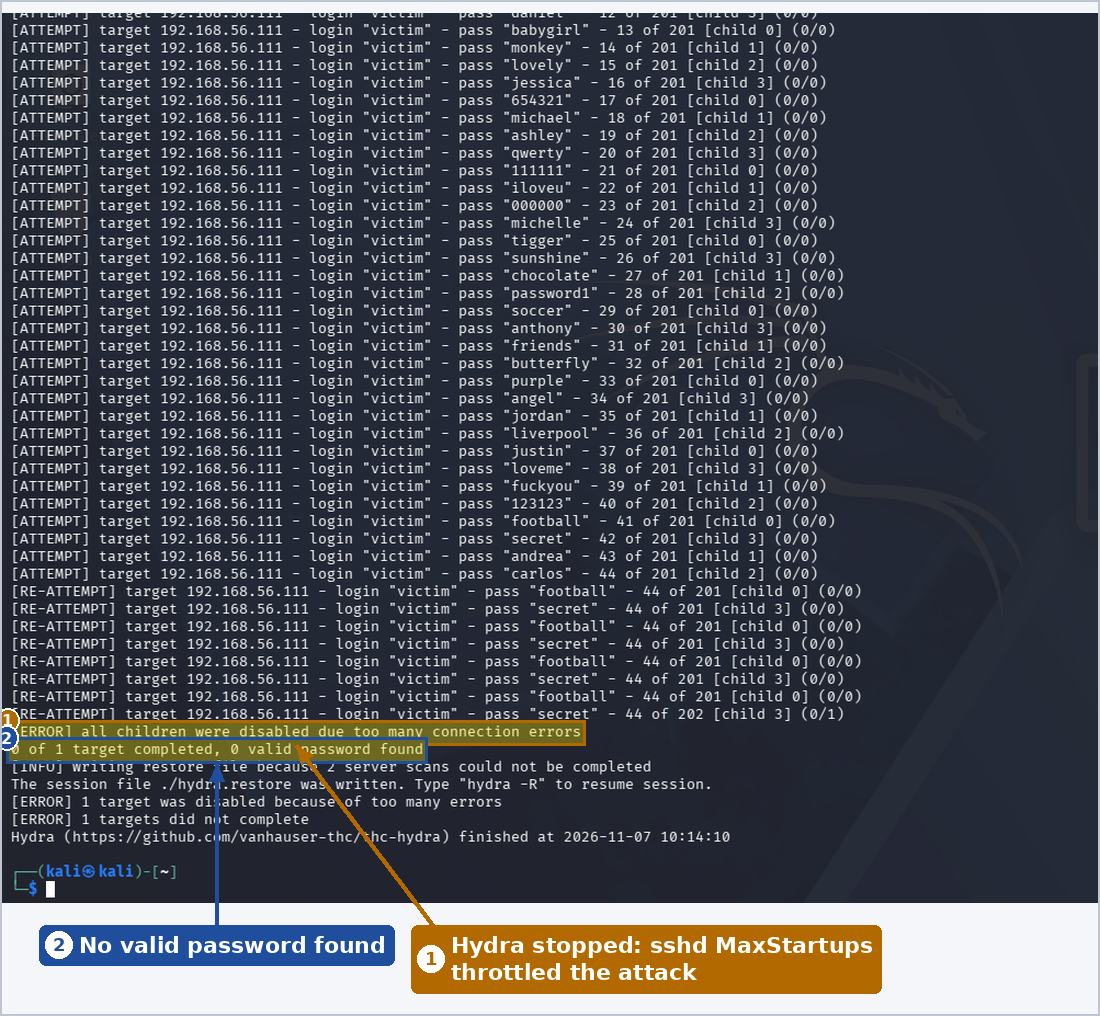 [ATTEMPT] target 192.168.56.111 - login "victim" - pass "daniel" - 12 of 201 [child 3] (0/0)
[ATTEMPT] target 192.168.56.111 - login "victim" - pass "babygirl" - 13 of 201 [child 0] (0/0)
[ATTEMPT] target 192.168.56.111 - login "victim" - pass "monkey" - 14 of 201 [child 1] (0/0)
[ATTEMPT] target 192.168.56.111 - login "victim" - pass "lovely" - 15 of 201 [child 2] (0/0)
[ATTEMPT] target 192.168.56.111 - login "victim" - pass "jessica" - 16 of 201 [child 3] (0/0)
[ATTEMPT] target 192.168.56.111 - login "victim" - pass "654321" - 17 of 201 [child 0] (0/0)
[ATTEMPT] target 192.168.56.111 - login "victim" - pass "michael" - 18 of 201 [child 1] (0/0)
[ATTEMPT] target 192.168.56.111 - login "victim" - pass "ashley" - 19 of 201 [child 2] (0/0)
[ATTEMPT] target 192.168.56.111 - login "victim" - pass "qwerty" - 20 of 201 [child 3] (0/0)
[ATTEMPT] target 192.168.56.111 - login "victim" - pass "111111" - 21 of 201 [child 0] (0/0)
[ATTEMPT] target 192.168.56.111 - login "victim" - pass "iloveu" - 22 of 201 [child 1] (0/0)
[ATTEMPT] target 192.168.56.111 - login "victim" - pass "000000" - 23 of 201 [child 2] (0/0)
[ATTEMPT] target 192.168.56.111 - login "victim" - pass "michelle" - 24 of 201 [child 3] (0/0)
[ATTEMPT] target 192.168.56.111 - login "victim" - pass "tigger" - 25 of 201 [child 0] (0/0)
[ATTEMPT] target 192.168.56.111 - login "victim" - pass "sunshine" - 26 of 201 [child 3] (0/0)
[ATTEMPT] target 192.168.56.111 - login "victim" - pass "chocolate" - 27 of 201 [child 1] (0/0)
[ATTEMPT] target 192.168.56.111 - login "victim" - pass "password1" - 28 of 201 [child 2] (0/0)
[ATTEMPT] target 192.168.56.111 - login "victim" - pass "soccer" - 29 of 201 [child 0] (0/0)
[ATTEMPT] target 192.168.56.111 - login "victim" - pass "anthony" - 30 of 201 [child 3] (0/0)
[ATTEMPT] target 192.168.56.111 - login "victim" - pass "friends" - 31 of 201 [child 1] (0/0)
[ATTEMPT] target 192.168.56.111 - login "victim" - pass "butterfly" - 32 of 201 [child 2] (0/0)
[ATTEMPT] target 192.168.56.111 - login "victim" - pass "purple" - 33 of 201 [child 0] (0/0)
[ATTEMPT] target 192.168.56.111 - login "victim" - pass "angel" - 34 of 201 [child 3] (0/0)
[ATTEMPT] target 192.168.56.111 - login "victim" - pass "jordan" - 35 of 201 [child 1] (0/0)
[ATTEMPT] target 192.168.56.111 - login "victim" - pass "liverpool" - 36 of 201 [child 2] (0/0)
[ATTEMPT] target 192.168.56.111 - login "victim" - pass "justin" - 37 of 201 [child 0] (0/0)
[ATTEMPT] target 192.168.56.111 - login "victim" - pass "loveme" - 38 of 201 [child 3] (0/0)
[ATTEMPT] target 192.168.56.111 - login "victim" - pass "fuckyou" - 39 of 201 [child 1] (0/0)
[ATTEMPT] target 192.168.56.111 - login "victim" - pass "123123" - 40 of 201 [child 2] (0/0)
[ATTEMPT] target 192.168.56.111 - login "victim" - pass "football" - 41 of 201 [child 0] (0/0)
[ATTEMPT] target 192.168.56.111 - login "victim" - pass "secret" - 42 of 201 [child 3] (0/0)
[ATTEMPT] target 192.168.56.111 - login "victim" - pass "andrea" - 43 of 201 [child 1] (0/0)
[ATTEMPT] target 192.168.56.111 - login "victim" - pass "carlos" - 44 of 201 [child 2] (0/0)
[RE-ATTEMPT] target 192.168.56.111 - login "victim" - pass "football" - 44 of 201 [child 0] (0/0)
[RE-ATTEMPT] target 192.168.56.111 - login "victim" - pass "secret" - 44 of 201 [child 3] (0/0)
[RE-ATTEMPT] target 192.168.56.111 - login "victim" - pass "football" - 44 of 201 [child 0] (0/0)
[RE-ATTEMPT] target 192.168.56.111 - login "victim" - pass "secret" - 44 of 201 [child 3] (0/0)
[RE-ATTEMPT] target 192.168.56.111 - login "victim" - pass "football" - 44 of 201 [child 0] (0/0)
[RE-ATTEMPT] target 192.168.56.111 - login "victim" - pass "secret" - 44 of 201 [child 3] (0/0)
[RE-ATTEMPT] target 192.168.56.111 - login "victim" - pass "football" - 44 of 201 [child 0] (0/0)
[RE-ATTEMPT] target 192.168.56.111 - login "victim" - pass "secret" - 44 of 202 [child 3] (0/1)
1
[ERROR] all children were disabled due too many connection errors
2
0 of 1 target completed, 0 valid password found
[INFO] Writing restore file because 2 server scans could not be completed
The session file ./hydra.restore was written. Type "hydra -R" to resume session.
[ERROR] 1 target was disabled because of too many errors
[ERROR] 1 targets did not complete
Hydra (https://github.com/vanhauser-thc/thc-hydra) finished at 2026-11-07 10:14:10
┌──(kali㉿kali)-[~]
└─$
2 No valid password found
1 Hydra stopped: sshd MaxStartups
throttled the attack